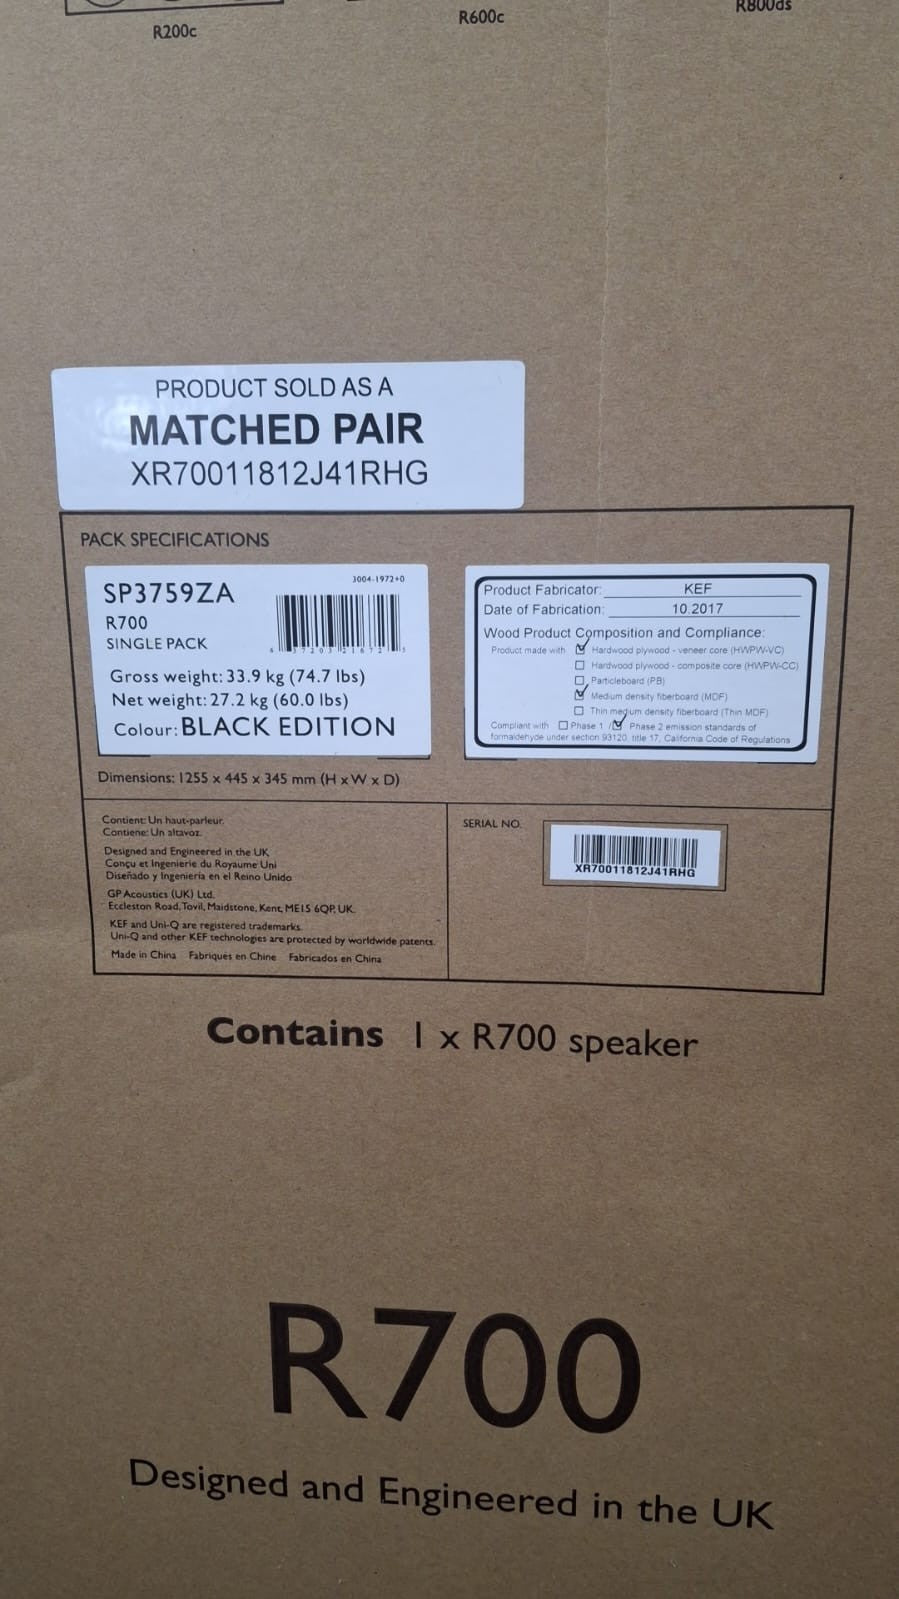 R200c
R600c
R800ds
PRODUCT SOLD AS A
MATCHED PAIR
XR70011812J41RHG
PACK SPECIFICATIONS
SP3759ZA
3004-1972+0
R700
SINGLE PACK
Gross weight: 33.9 kg (74.7 lbs)
Net weight: 27.2 kg (60.0 lbs)
Colour: BLACK EDITION
Product Fabricator: KEF
Date of Fabrication: 10.2017
Wood Product Composition and Compliance:
Product made with Hardwood plywood - veneer core (HWPW-VC)
Hardwood plywood - composite core (HWPW-CC)
Particleboard (PB)
Medium density fiberboard (MDF)
Thin medium density fiberboard (Thin MDF)
Compliant with Phase 1 / Phase 2 emission standards of
formaldehyde under section 93120, title 17, California Code of Regulations
Dimensions: 1255 x 445 x 345 mm (H x W x D)
Contient: Un haut-parleur.
Contiene: Un altavoz.
Designed and Engineered in the UK
Conçu et Ingenierie du Royaume Uni
Diseñado y Ingenieria en el Reino Unido
GP Acoustics (UK) Ltd.
Eccleston Road, Tovil, Maidstone, Kent, ME15 6QP, UK.
KEF and Uni-Q are registered trademarks.
Uni-Q and other KEF technologies are protected by worldwide patents.
Made in China Fabriqués en Chine Fabricados en China
SERIAL NO.
XR70011812J41RHG
Contains 1 x R700 speaker
R700
Designed and Engineered in the UK